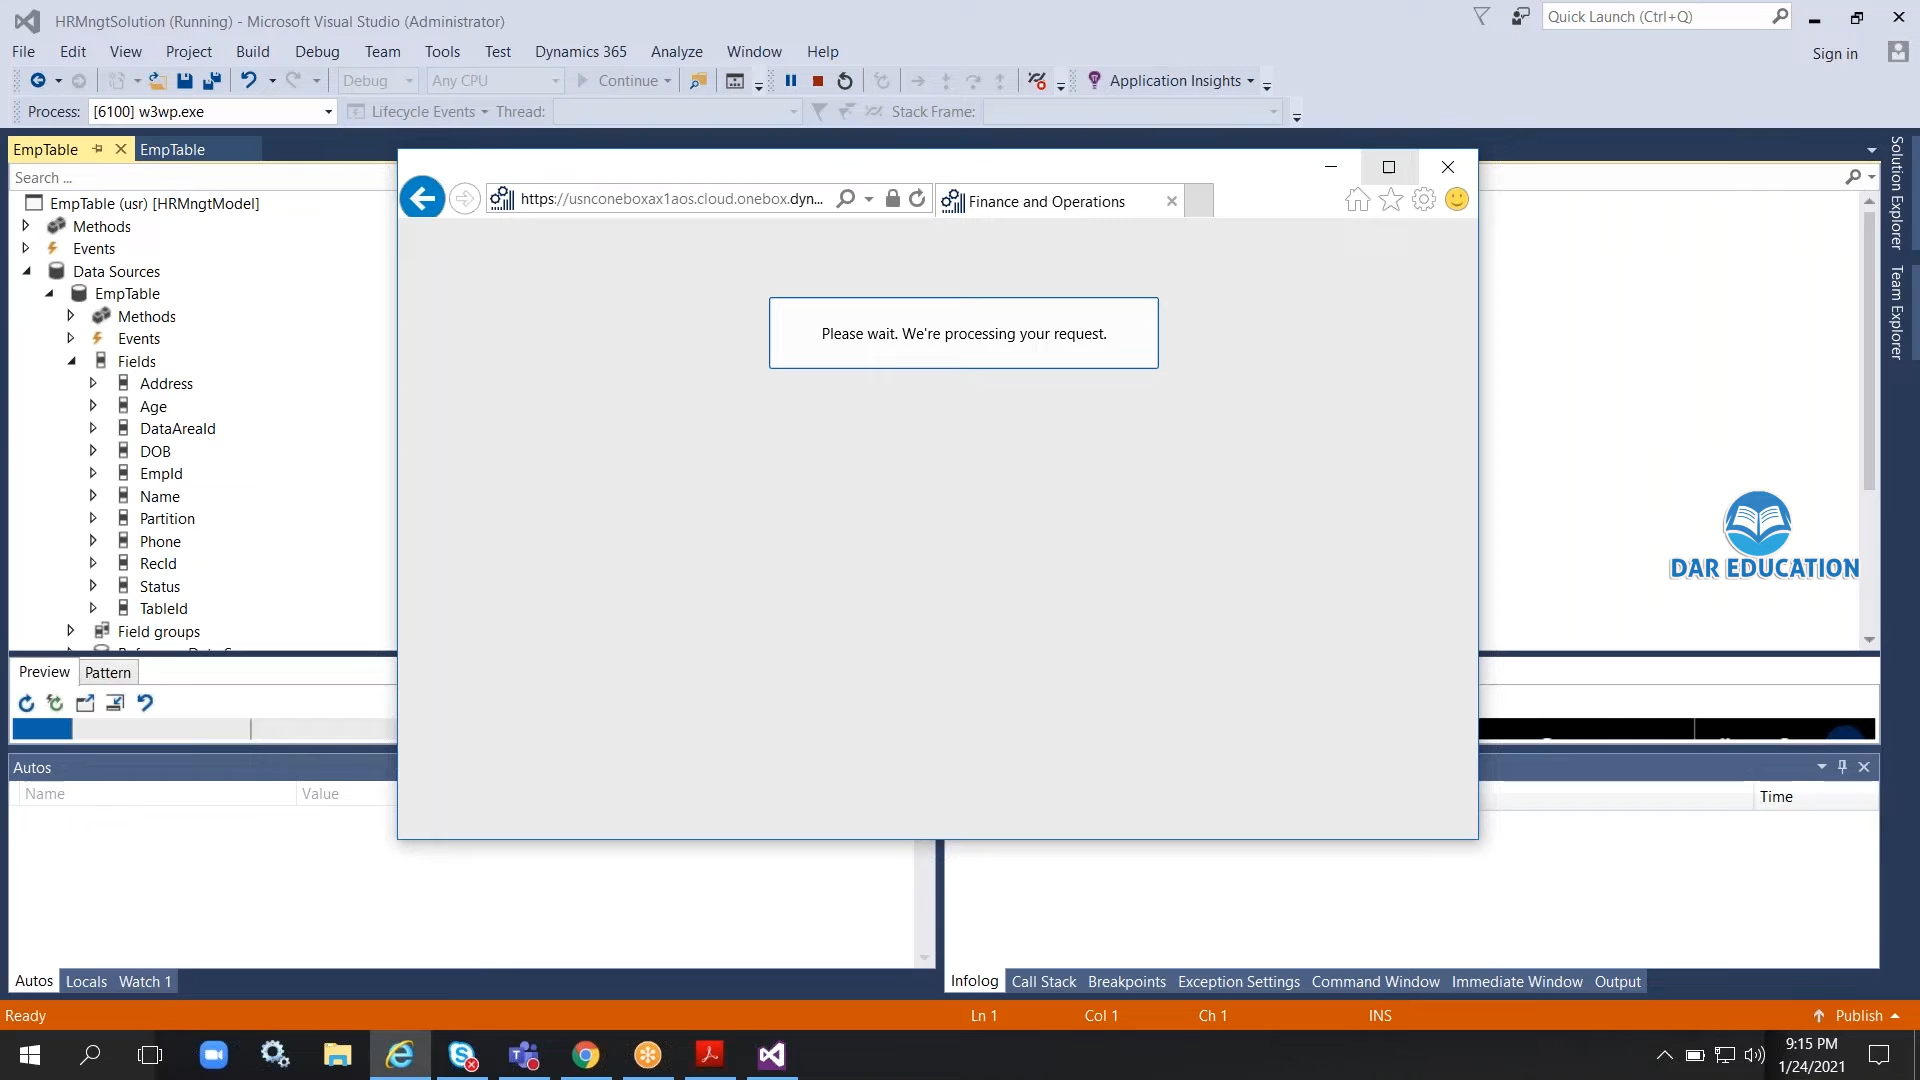 HRMngtSolution (Running) - Microsoft Visual Studio (Administrator)
Quick Launch (Ctrl+Q)
File Edit View Project Build Debug Team Tools Test Dynamics 365 Analyze Window Help
Sign in
Debug Any CPU Continue Application Insights
Process: [6100] w3wp.exe Lifecycle Events Thread: Stack Frame:
EmpTable EmpTable
Search ...
EmpTable (usr) [HRMngtModel]
Methods
Events
Data Sources
EmpTable
Methods
Events
Fields
Address
Age
DataAreaId
DOB
EmpId
Name
Partition
Phone
RecId
Status
TableId
Field groups
Preview Pattern
https://usnconeboxax1aos.cloud.onebox.dyn...
Finance and Operations
Please wait. We're processing your request.
Solution Explorer
Team Explorer
DAR EDUCATION
Autos
Name Value
Time
Autos Locals Watch 1
Infolog Call Stack Breakpoints Exception Settings Command Window Immediate Window Output
Ready Ln 1 Col 1 Ch 1 INS Publish
9:15 PM
1/24/2021